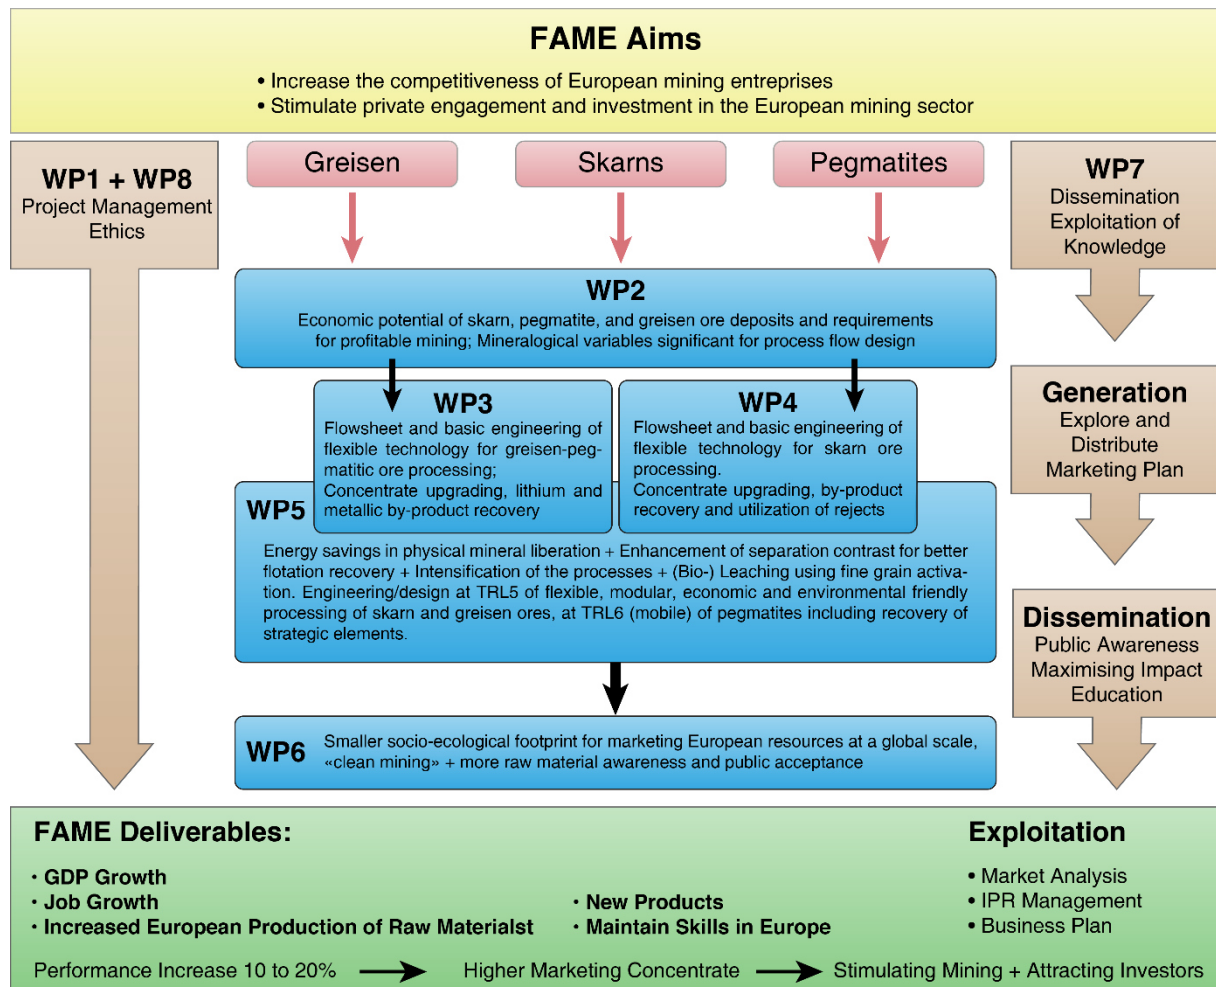 FAME Aims
• Increase the competitiveness of European mining entreprises
• Stimulate private engagement and investment in the European mining sector
WP1 + WP8
Project Management
Ethics
Greisen
Skarns
Pegmatites
WP7
Dissemination
Exploitation of
Knowledge
WP2
Economic potential of skarn, pegmatite, and greisen ore deposits and requirements
for profitable mining; Mineralogical variables significant for process flow design
WP3
Flowsheet and basic engineering of
flexible technology for greisen-peg-
matitic ore processing;
Concentrate upgrading, lithium and
metallic by-product recovery
WP4
Flowsheet and basic engineering of
flexible technology for skarn ore
processing.
Concentrate upgrading, by-product
recovery and utilization of rejects
Generation
Explore and
Distribute
Marketing Plan
WP5
Energy savings in physical mineral liberation + Enhancement of separation contrast for better
flotation recovery + Intensification of the processes + (Bio-) Leaching using fine grain activa-
tion. Engineering/design at TRL5 of flexible, modular, economic and environmental friendly
processing of skarn and greisen ores, at TRL6 (mobile) of pegmatites including recovery of
strategic elements.
Dissemination
Public Awareness
Maximising Impact
Education
WP6
Smaller socio-ecological footprint for marketing European resources at a global scale,
«clean mining» + more raw material awareness and public acceptance
FAME Deliverables:
• GDP Growth
• Job Growth
• Increased European Production of Raw Materialst
• New Products
• Maintain Skills in Europe
Exploitation
• Market Analysis
• IPR Management
• Business Plan
Performance Increase 10 to 20%
Higher Marketing Concentrate
Stimulating Mining + Attracting Investors